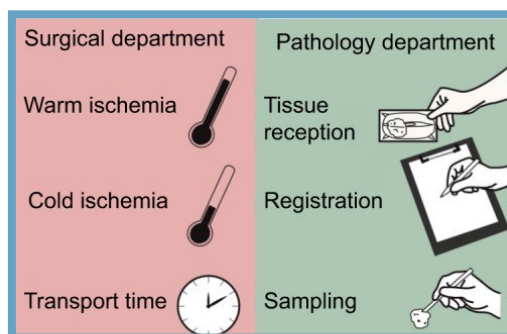 Surgical department
Warm ischemia
Cold ischemia
Transport time
Pathology department
Tissue
reception
Registration
Sampling